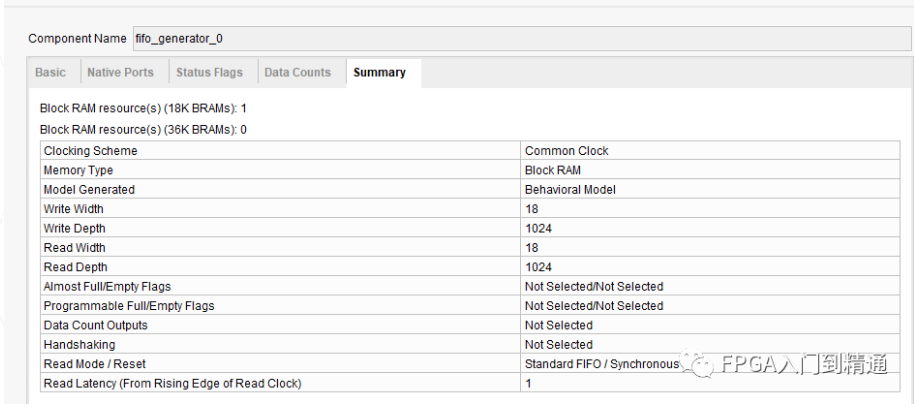 Component Name fifo_generator_0
Basic Native Ports Status Flags Data Counts Summary
Block RAM resource(s) (18K BRAMs): 1
Block RAM resource(s) (36K BRAMs): 0
Clocking Scheme Common Clock
Memory Type Block RAM
Model Generated Behavioral Model
Write Width 18
Write Depth 1024
Read Width 18
Read Depth 1024
Almost Full/Empty Flags Not Selected/Not Selected
Programmable Full/Empty Flags Not Selected/Not Selected
Data Count Outputs Not Selected
Handshaking Not Selected
Read Mode / Reset Standard FIFO / Synchronous
FPGA入门到精通
Read Latency (From Rising Edge of Read Clock) 1